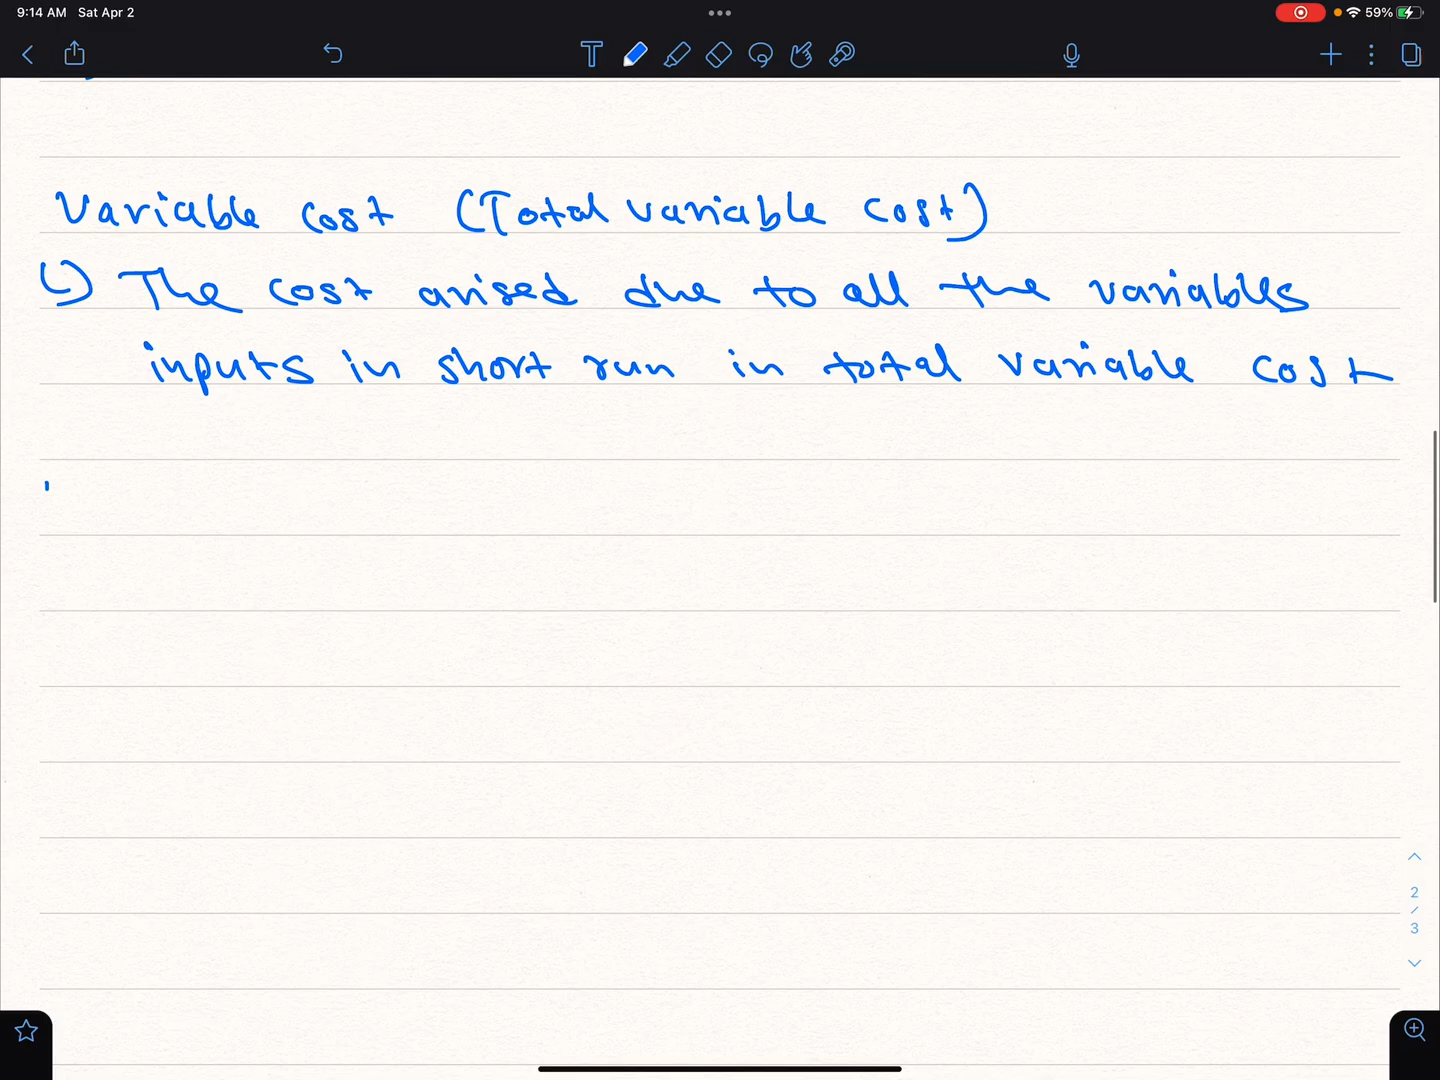 9:14 AM Sat Apr 2
59%
Variable cost (Total variable cost)
↳ The cost arised due to all the variables
inputs in short run in total variable cost
2
/
3